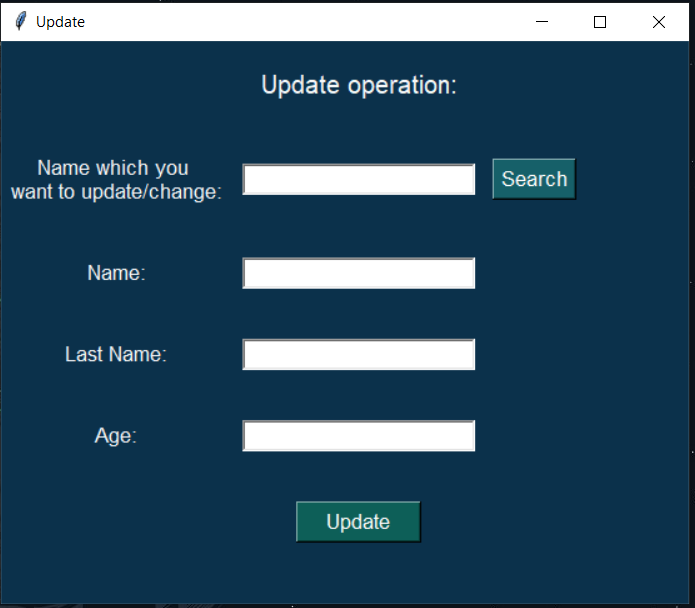 Update
Update operation:
Name which you
want to update/change:
Search
Name:
Last Name:
Age:
Update